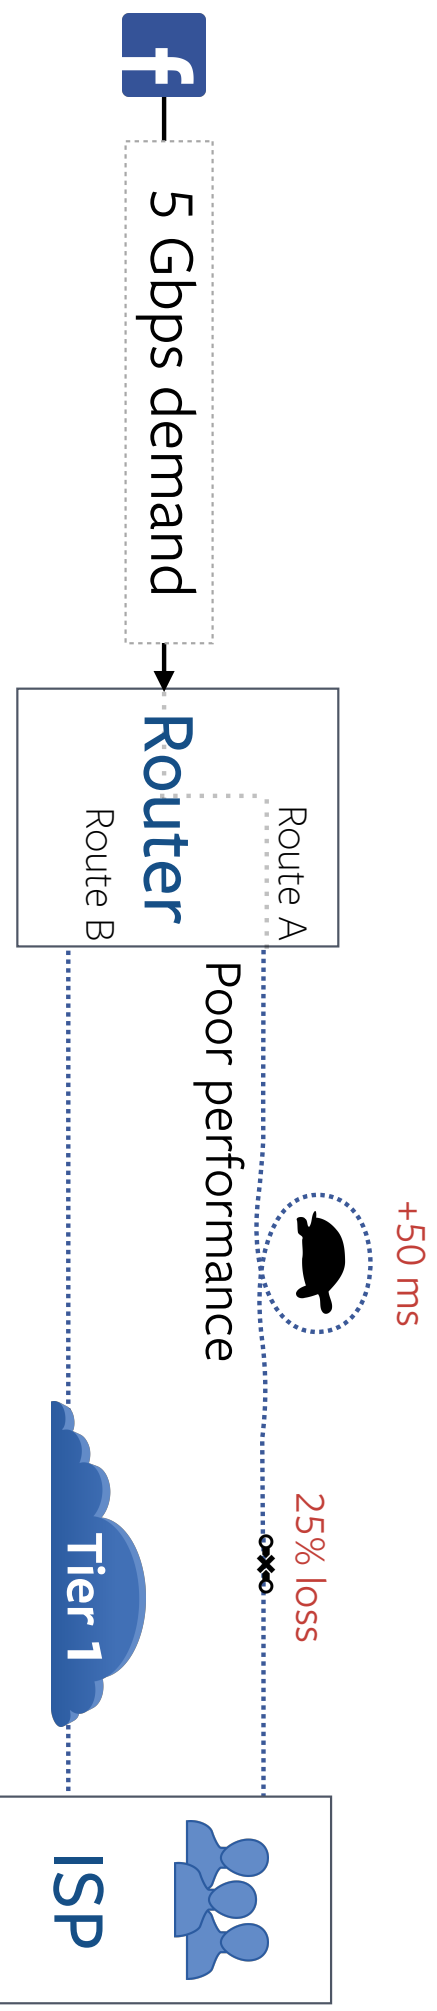 f
5 Gbps demand
Router
Route A
Route B
Poor performance
+50 ms
25% loss
Tier 1
ISP